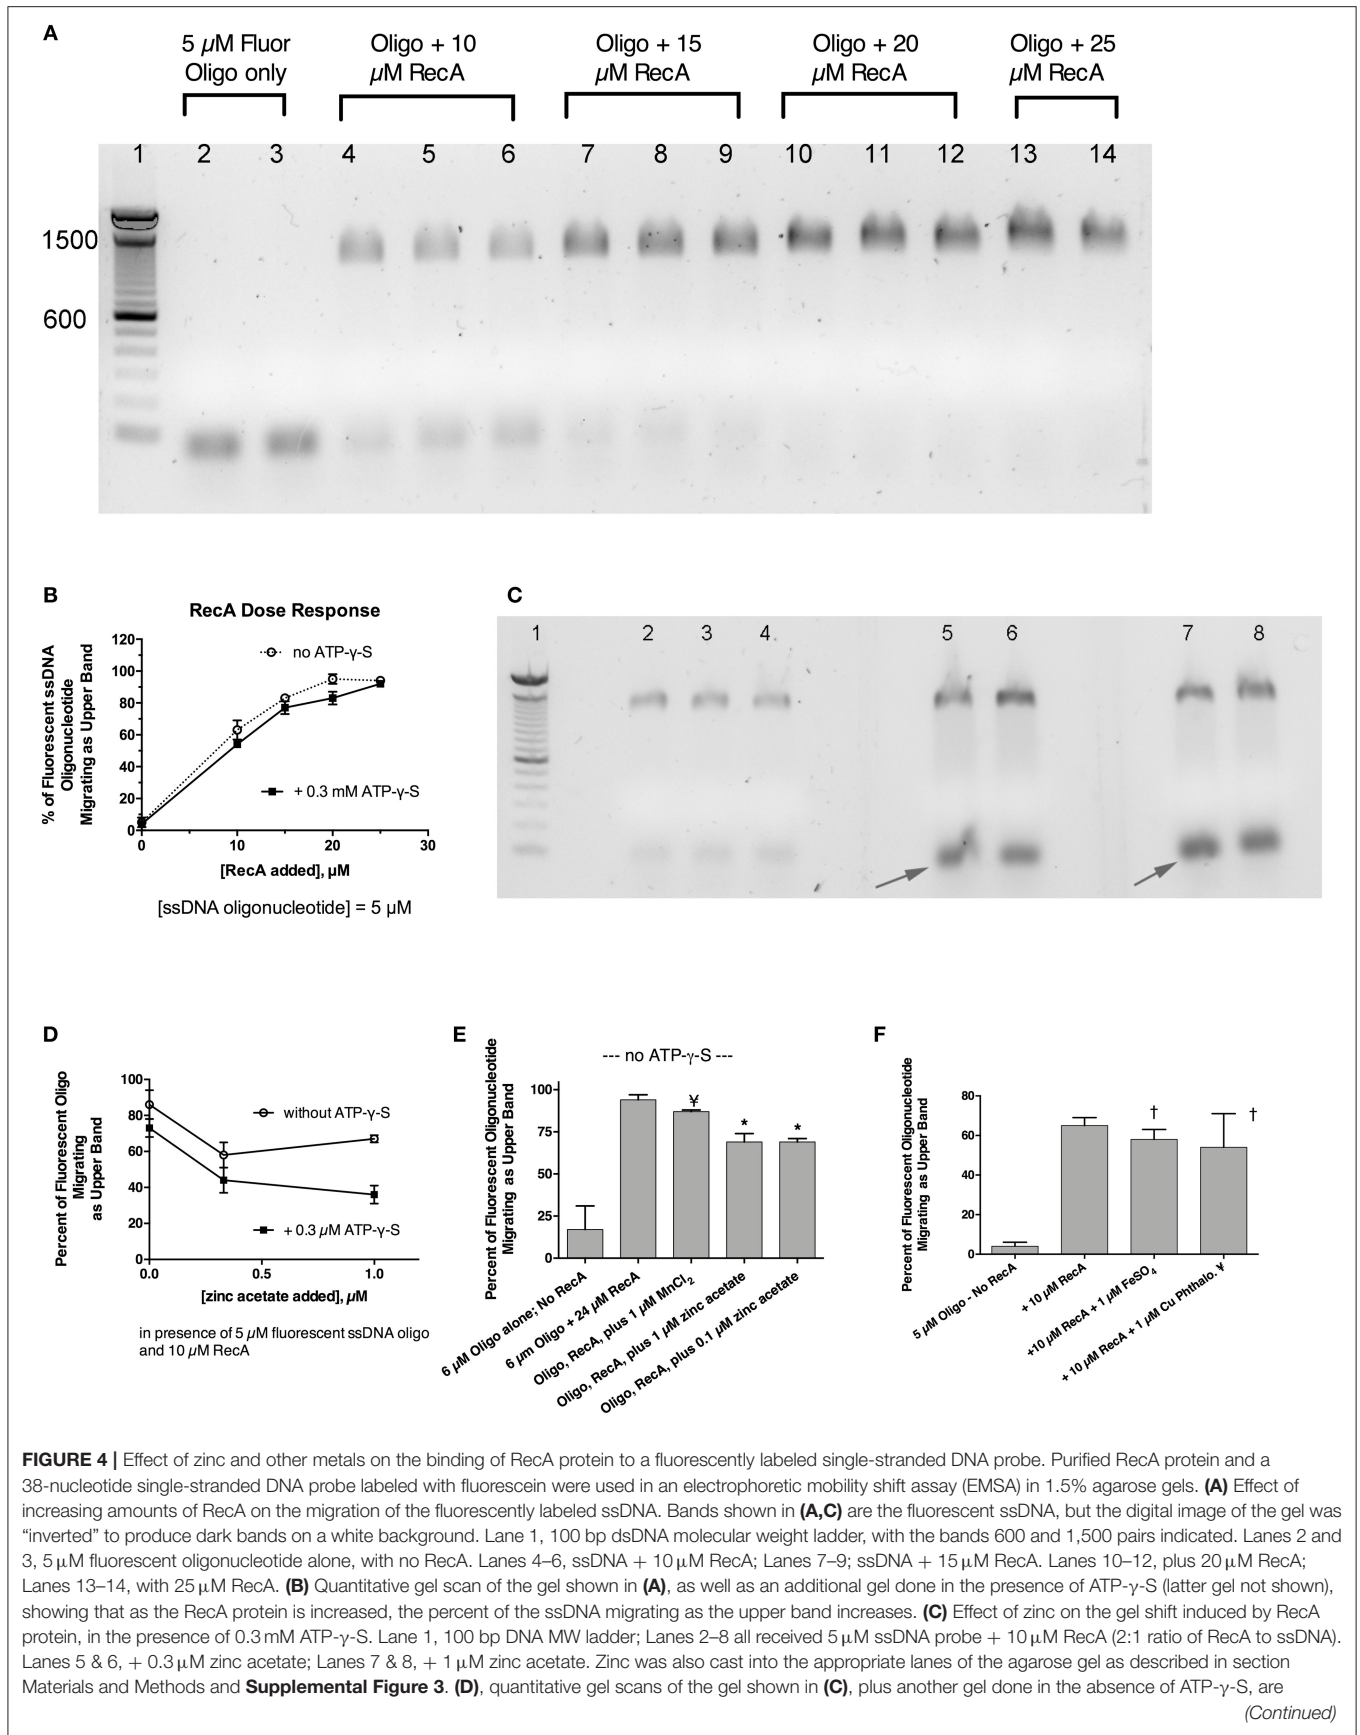 A
5 µM Fluor
Oligo only
Oligo + 10
µM RecA
Oligo + 15
µM RecA
Oligo + 20
µM RecA
Oligo + 25
µM RecA
1 2 3 4 5 6 7 8 9 10 11 12 13 14
1500
600
B
RecA Dose Response
% of Fluorescent ssDNA
Oligonucleotide
Migrating as Upper Band
120
100
80
60
40
20
0
no ATP-γ-S
+ 0.3 mM ATP-γ-S
0 10 20 30
[RecA added], µM
[ssDNA oligonucleotide] = 5 µM
C
1 2 3 4 5 6 7 8
D
Percent of Fluorescent Oligo
Migrating
as Upper Band
100
80
60
40
20
0
without ATP-γ-S
+ 0.3 µM ATP-γ-S
0.0 0.5 1.0
[zinc acetate added], µM
in presence of 5 µM fluorescent ssDNA oligo
and 10 µM RecA
E
Percent of Fluorescent Oligonucleotide
Migrating as Upper Band
--- no ATP-γ-S ---
100
75
50
25
0
¥
*
*
6 µM Oligo alone; No RecA
6 µm Oligo + 24 µM RecA
Oligo, RecA, plus 1 µM MnCl2
Oligo, RecA, plus 1 µM zinc acetate
Oligo, RecA, plus 0.1 µM zinc acetate
F
Percent of Fluorescent Oligonucleotide
Migrating as Upper Band
80
60
40
20
0
†
†
5 µM Oligo - No RecA
+ 10 µM RecA
+10 µM RecA + 1 µM FeSO4
+ 10 µM RecA + 1 µM Cu Phthalo. ¥
FIGURE 4 | Effect of zinc and other metals on the binding of RecA protein to a fluorescently labeled single-stranded DNA probe. Purified RecA protein and a
38-nucleotide single-stranded DNA probe labeled with fluorescein were used in an electrophoretic mobility shift assay (EMSA) in 1.5% agarose gels. (A) Effect of
increasing amounts of RecA on the migration of the fluorescently labeled ssDNA. Bands shown in (A,C) are the fluorescent ssDNA, but the digital image of the gel was
“inverted” to produce dark bands on a white background. Lane 1, 100 bp dsDNA molecular weight ladder, with the bands 600 and 1,500 pairs indicated. Lanes 2 and
3, 5 µM fluorescent oligonucleotide alone, with no RecA. Lanes 4–6, ssDNA + 10 µM RecA; Lanes 7–9; ssDNA + 15 µM RecA. Lanes 10–12, plus 20 µM RecA;
Lanes 13–14, with 25 µM RecA. (B) Quantitative gel scan of the gel shown in (A), as well as an additional gel done in the presence of ATP-γ-S (latter gel not shown),
showing that as the RecA protein is increased, the percent of the ssDNA migrating as the upper band increases. (C) Effect of zinc on the gel shift induced by RecA
protein, in the presence of 0.3 mM ATP-γ-S. Lane 1, 100 bp DNA MW ladder; Lanes 2–8 all received 5 µM ssDNA probe + 10 µM RecA (2:1 ratio of RecA to ssDNA).
Lanes 5 & 6, + 0.3 µM zinc acetate; Lanes 7 & 8, + 1 µM zinc acetate. Zinc was also cast into the appropriate lanes of the agarose gel as described in section
Materials and Methods and Supplemental Figure 3. (D), quantitative gel scans of the gel shown in (C), plus another gel done in the absence of ATP-γ-S, are
(Continued)